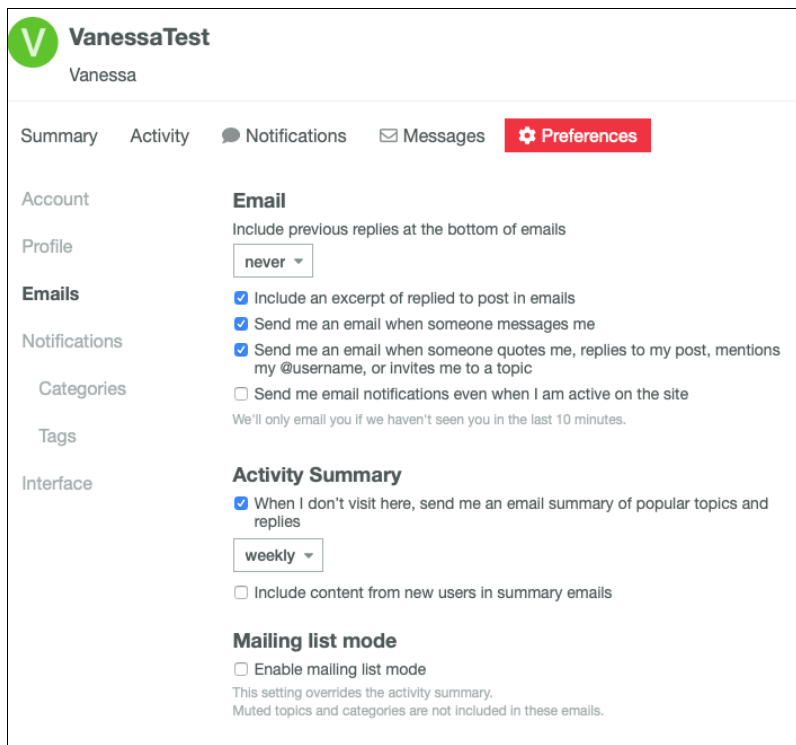 V
VanessaTest
Vanessa
Summary Activity Notifications Messages Preferences
Account
Profile
Emails
Notifications
Categories
Tags
Interface
Email
Include previous replies at the bottom of emails
never
Include an excerpt of replied to post in emails
Send me an email when someone messages me
Send me an email when someone quotes me, replies to my post, mentions
my @username, or invites me to a topic
Send me email notifications even when I am active on the site
We'll only email you if we haven't seen you in the last 10 minutes.
Activity Summary
When I don't visit here, send me an email summary of popular topics and
replies
weekly
Include content from new users in summary emails
Mailing list mode
Enable mailing list mode
This setting overrides the activity summary.
Muted topics and categories are not included in these emails.